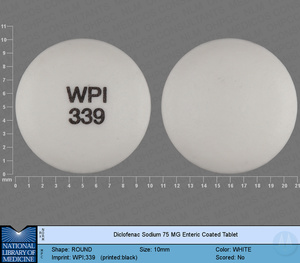 11
10
9
8
7
6
5
4
3
2
1
0
mm
WPI
339
0 1 2 3 4 5 6 7 8 9 10 11 12 13 14 15 16 17 18 19 20 21
Diclofenac Sodium 75 MG Enteric Coated Tablet
NATIONAL
LIBRARY OF
MEDICINE
Shape: ROUND Size: 10mm Color: WHITE
Imprint: WPI;339 (printed:black) Scored: No